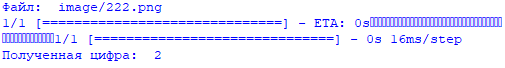 Файл:  image/222.png
1/1 [==============================] - ETA: 0s
1/1 [==============================] - 0s 16ms/step
Полученная цифра:  2